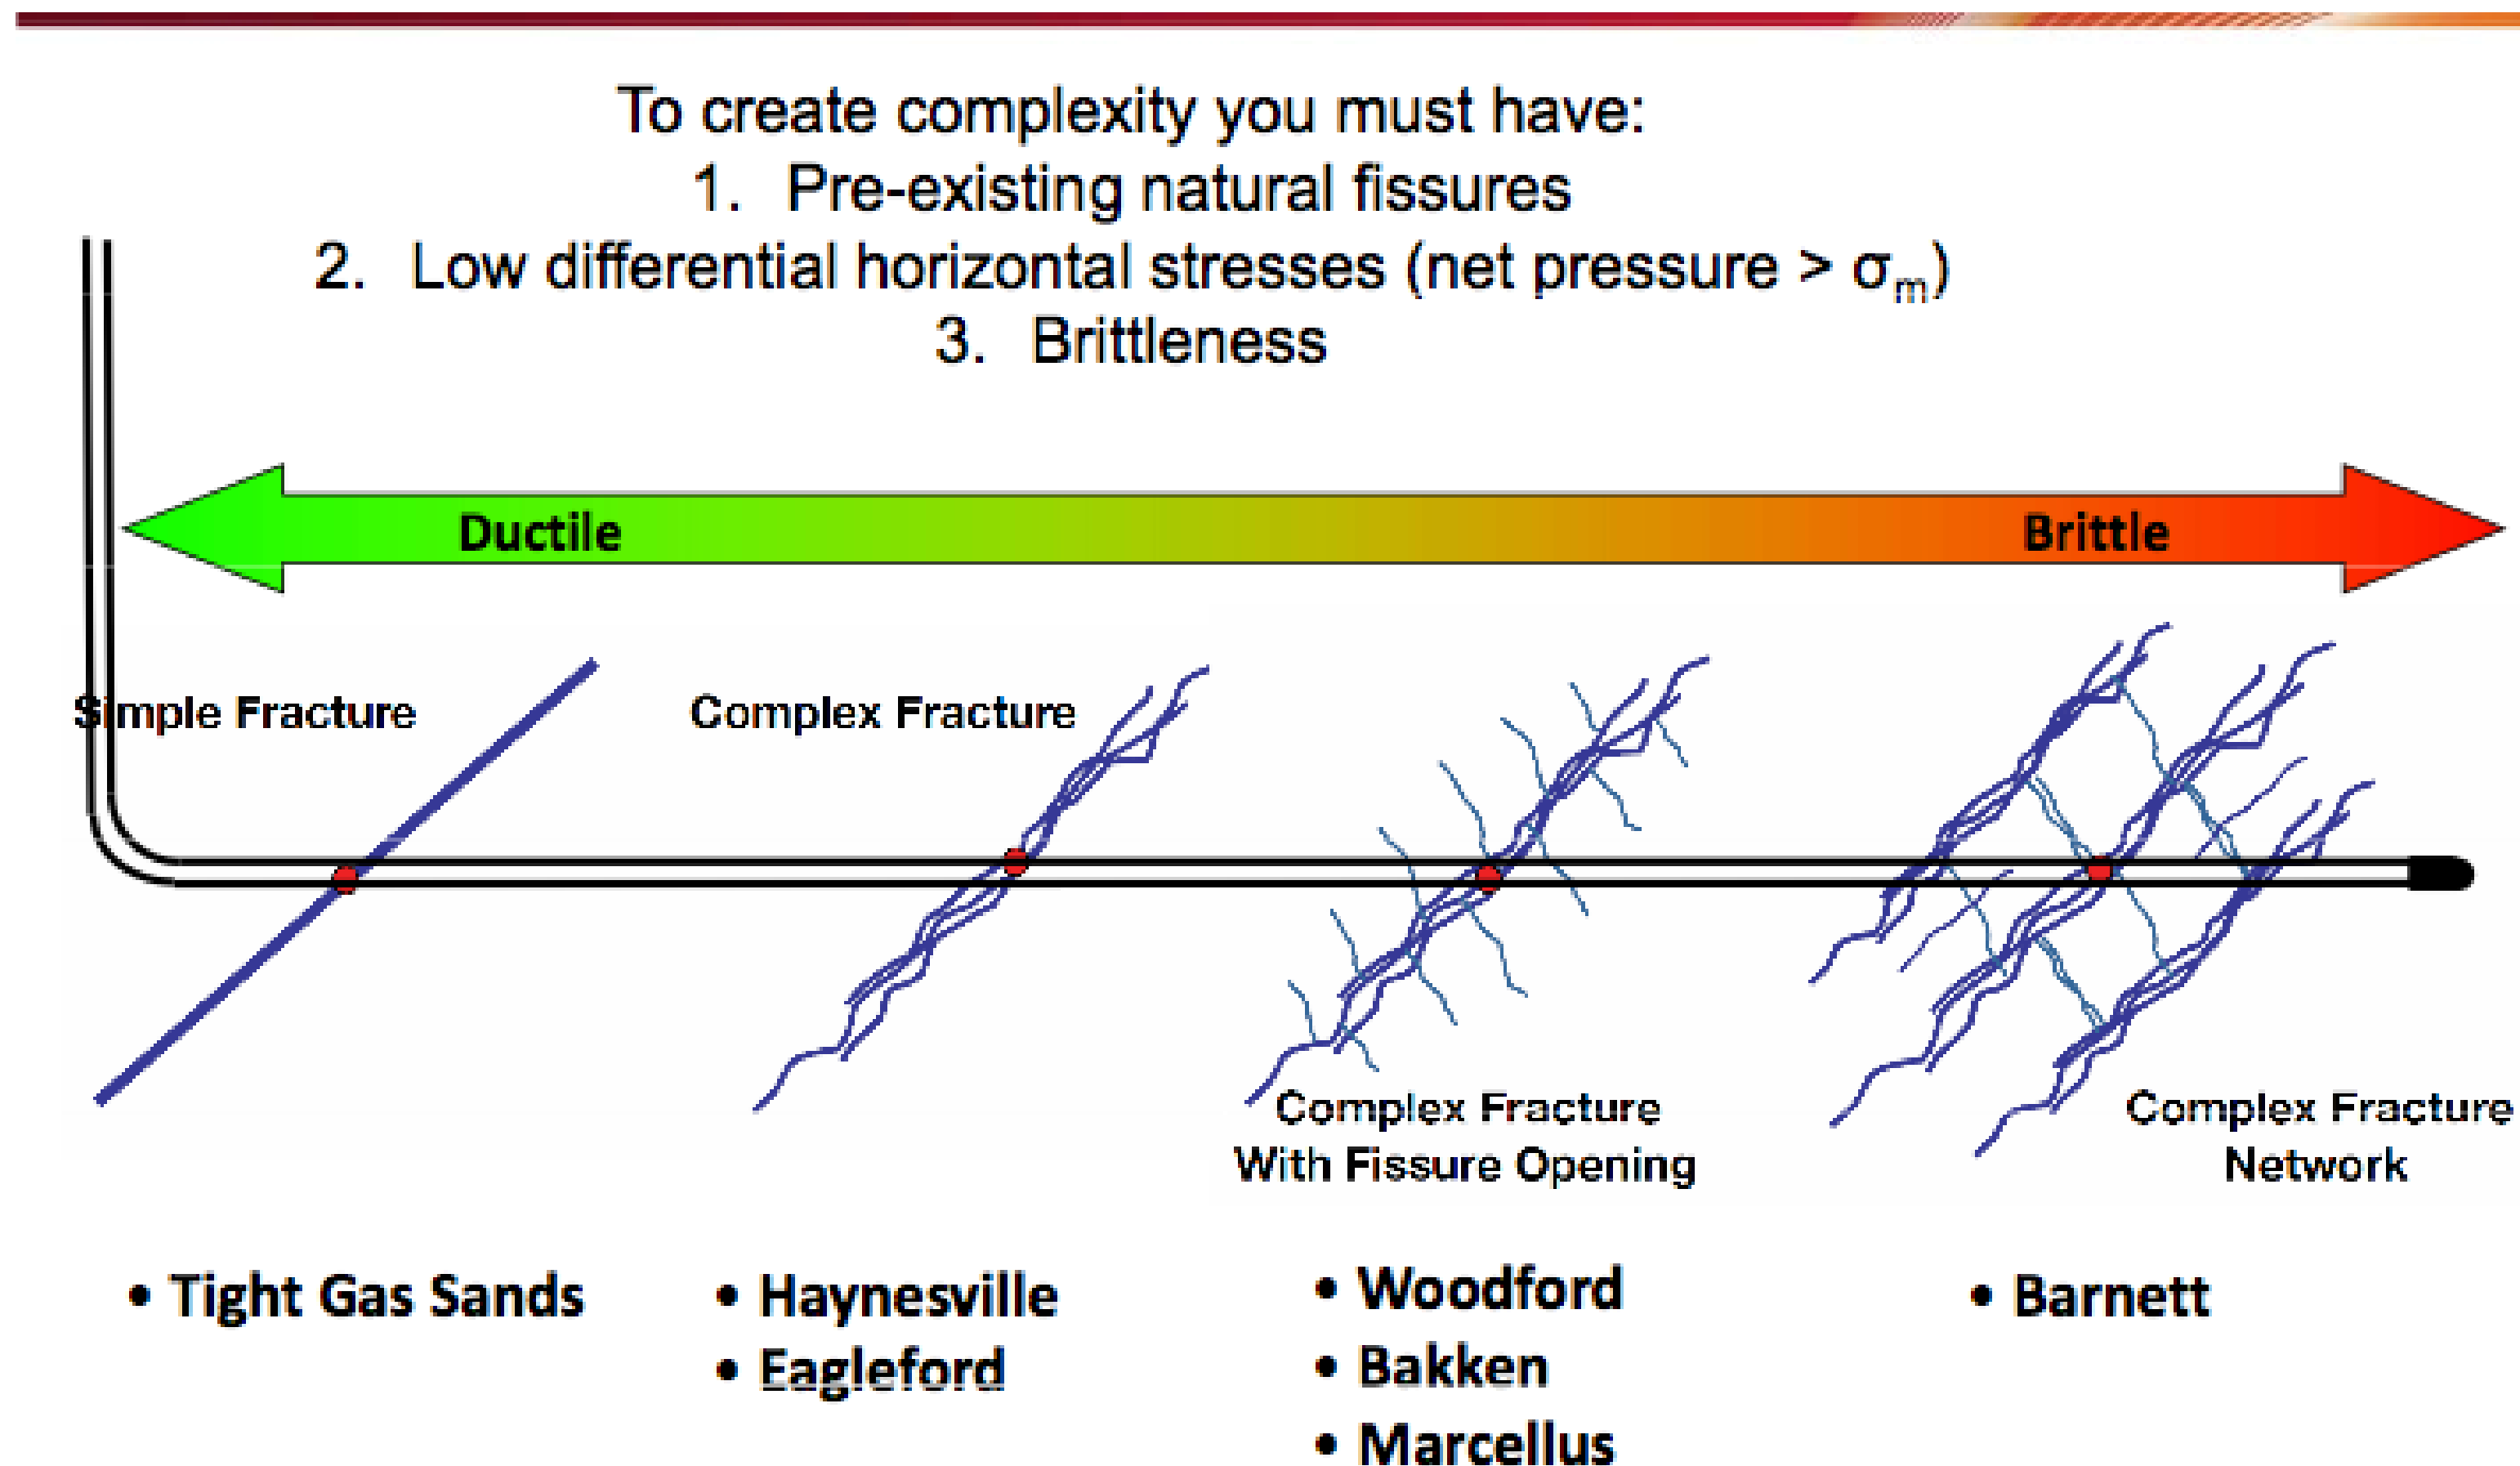 To create complexity you must have:
1. Pre-existing natural fissures
2. Low differential horizontal stresses (net pressure > σm)
3. Brittleness
Ductile
Brittle
Simple Fracture
Complex Fracture
Complex Fracture
With Fissure Opening
Complex Fracture
Network
• Tight Gas Sands
• Haynesville
• Eagleford
• Woodford
• Bakken
• Marcellus
• Barnett